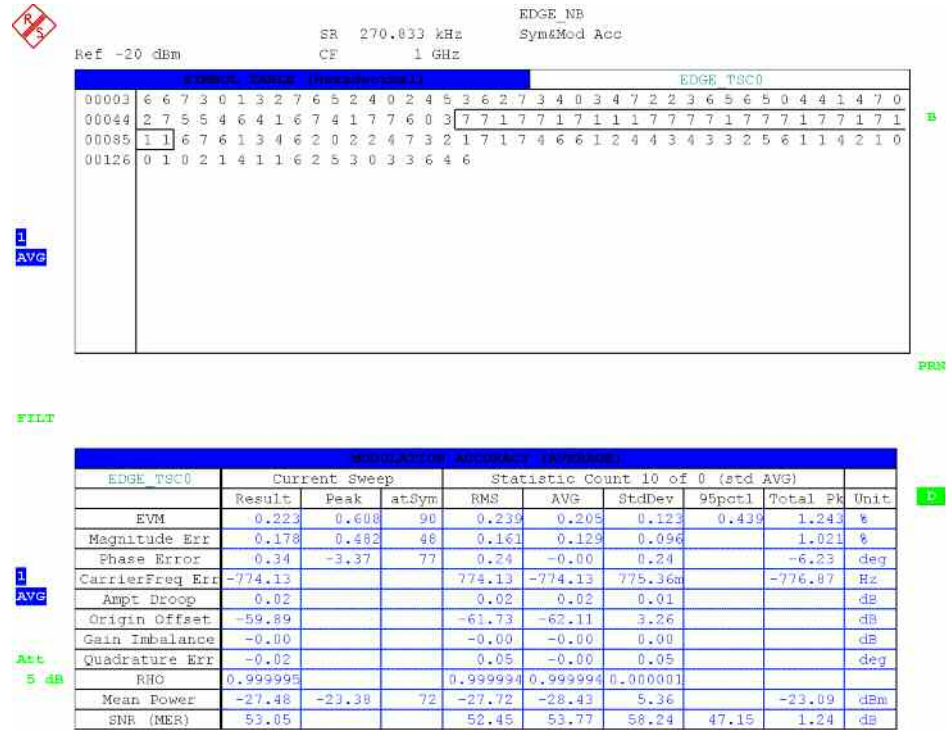 R S
EDGE_NB
SR 270.833 kHz Sym&Mod Acc
Ref -20 dBm CF 1 GHz
SYMBOL TABLE (Hexadecimal) EDGE_TSC0
00003 6 6 7 3 0 1 3 2 7 6 5 2 4 0 2 4 5 3 6 2 7 3 4 0 3 4 7 2 2 3 6 5 6 5 0 4 4 1 4 7 0
00044 2 7 5 5 4 6 4 1 6 7 4 1 7 7 6 0 3 7 7 1 7 7 1 7 1 1 1 7 7 7 7 1 7 7 1 7 1
00085 1 1 6 7 6 1 3 4 6 2 0 2 2 4 7 3 2 1 7 1 7 4 6 6 1 2 4 4 3 4 3 3 2 5 6 1 1 4 2 1 0
00126 0 1 0 2 1 4 1 1 6 2 5 3 0 3 3 6 4 6
B
1
AVG
PRN
FILT
MODULATION ACCURACY (AVERAGE)
EDGE_TSC0 Current Sweep Statistic Count 10 of 0 (std AVG)
Result Peak atSym RMS AVG StdDev 95pctl Total Pk Unit
D
EVM 0.223 0.608 90 0.239 0.205 0.123 0.439 1.243 %
Magnitude Err 0.178 0.482 48 0.161 0.129 0.096 1.021 %
Phase Error 0.34 -3.37 77 0.24 -0.00 0.24 -6.23 deg
1
CarrierFreq Err -774.13 774.13 -774.13 775.36m -776.87 Hz
AVG
Ampt Droop 0.02 0.02 0.02 0.01 dB
Origin Offset -59.89 -61.73 -62.11 3.26 dB
Gain Imbalance -0.00 -0.00 -0.00 0.00 dB
Att
Quadrature Err -0.02 0.05 -0.00 0.05 deg
5 dB
RHO 0.999995 0.999994 0.999994 0.000001
Mean Power -27.48 -23.38 72 -27.72 -28.43 5.36 -23.09 dBm
SNR (MER) 53.05 52.45 53.77 58.24 47.15 1.24 dB